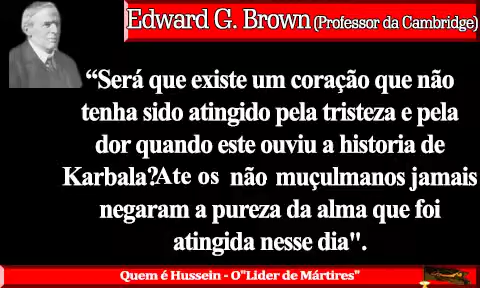 Edward G. Brown (Professor da Cambridge)
“Será que existe um coração que não
tenha sido atingido pela tristeza e pela
dor quando este ouviu a historia de
Karbala?Ate os não muçulmanos jamais
negaram a pureza da alma que foi
atingida nesse dia".
Quem é Hussein - O"Lider de Mártires"